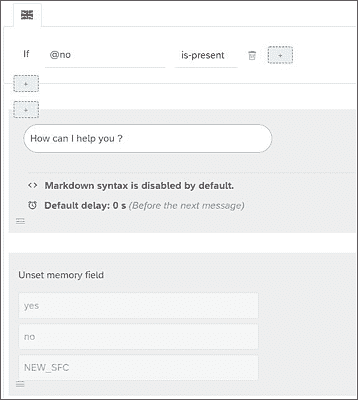 If @no is-present +
+
+
How can I help you ?
<> Markdown syntax is disabled by default.
Default delay: 0 s (Before the next message)
Unset memory field
yes
no
NEW_SFC